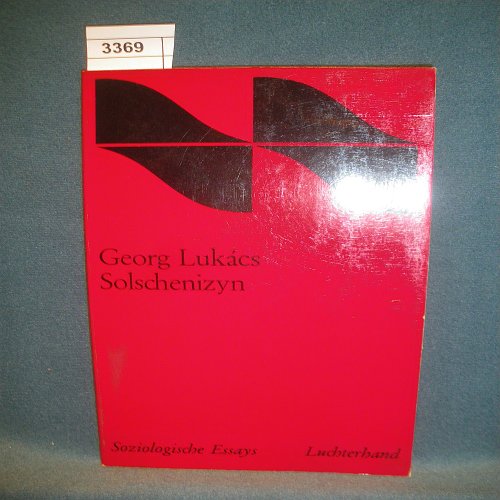 3369
Georg Lukács
Solschenizyn
Soziologische Essays
Luchterhand